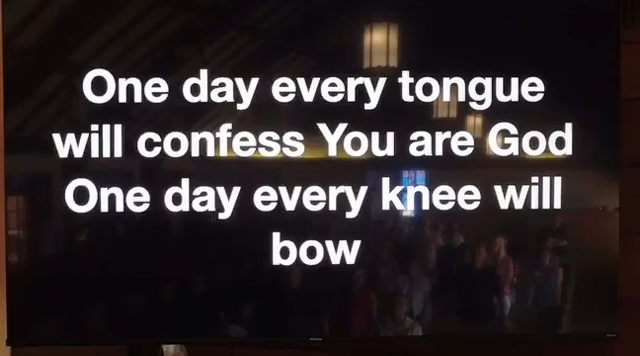 One day every tongue
will confess You are God
One day every knee will
bow